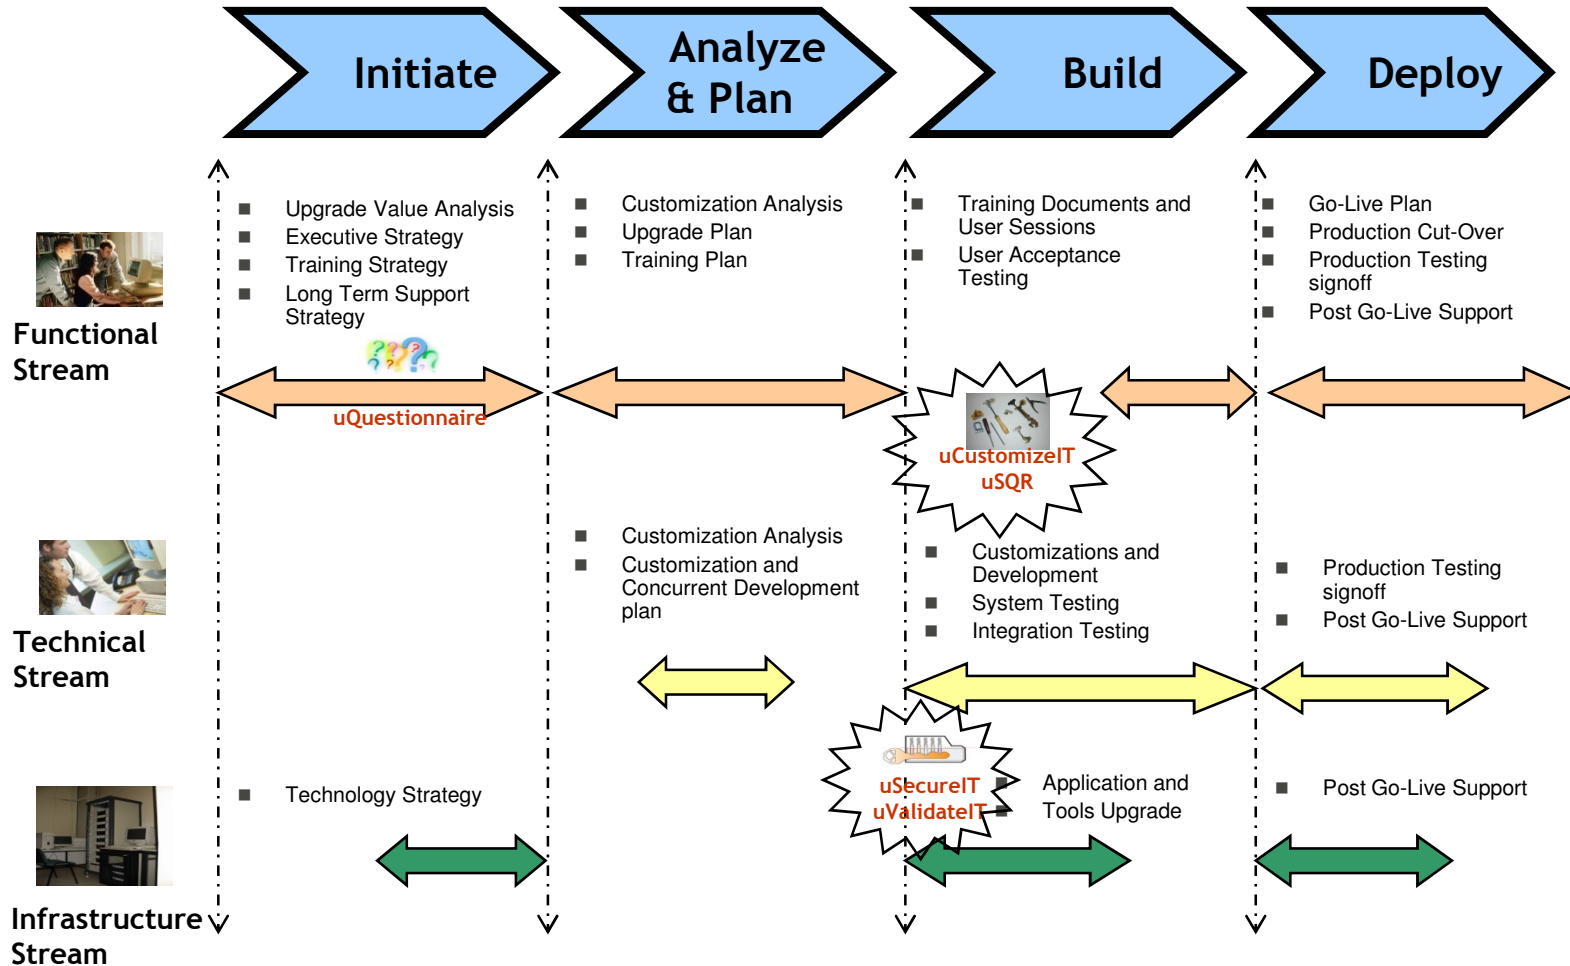 Initiate
Analyze
& Plan
Build
Deploy
Functional
Stream
Upgrade Value Analysis
Executive Strategy
Training Strategy
Long Term Support
Strategy
uQuestionnaire
Customization Analysis
Upgrade Plan
Training Plan
Training Documents and
User Sessions
User Acceptance
Testing
uCustomizeIT
uSQR
Go-Live Plan
Production Cut-Over
Production Testing
signoff
Post Go-Live Support
Technical
Stream
Customization Analysis
Customization and
Concurrent Development
plan
Customizations and
Development
System Testing
Integration Testing
Production Testing
signoff
Post Go-Live Support
Infrastructure
Stream
Technology Strategy
uSecureIT
uValidateIT
Application and
Tools Upgrade
Post Go-Live Support